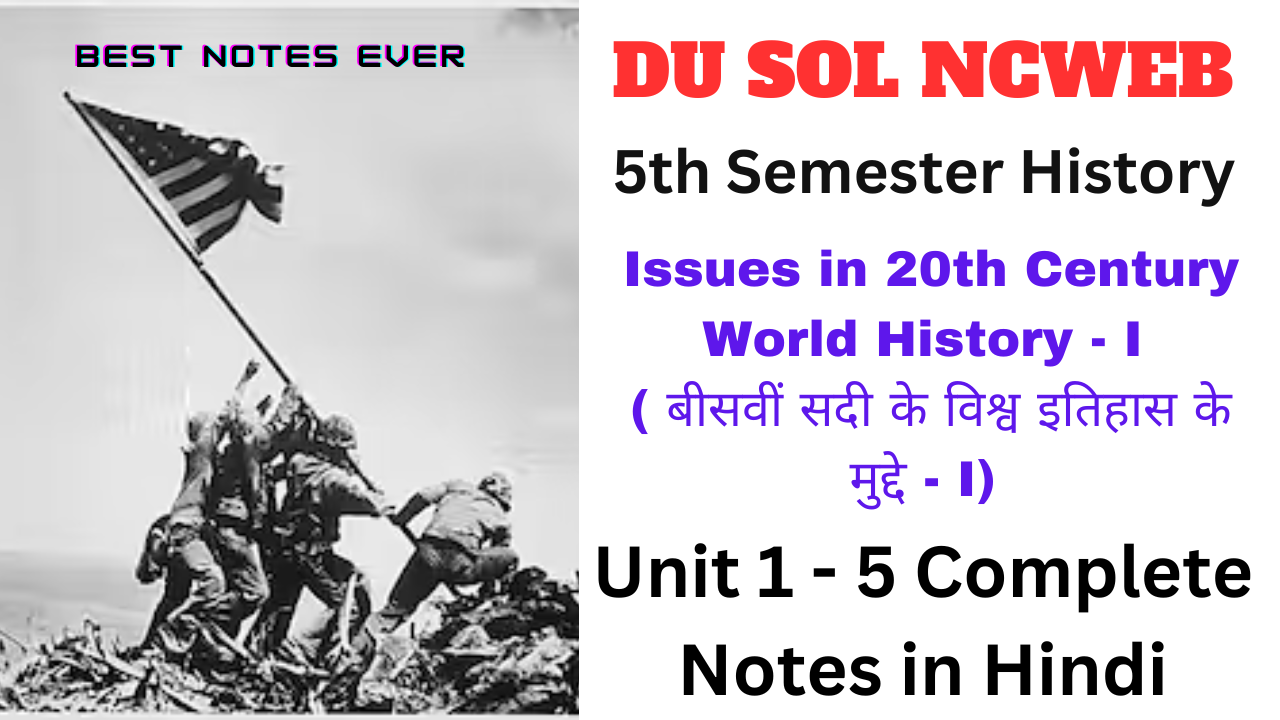 BEST NOTES EVER
DU SOL NCWEB
5th Semester History
Issues in 20th Century
World History - I
( बीसवीं सदी के विश्व इतिहास के
मुद्दे - I)
Unit 1 - 5 Complete
Notes in Hindi